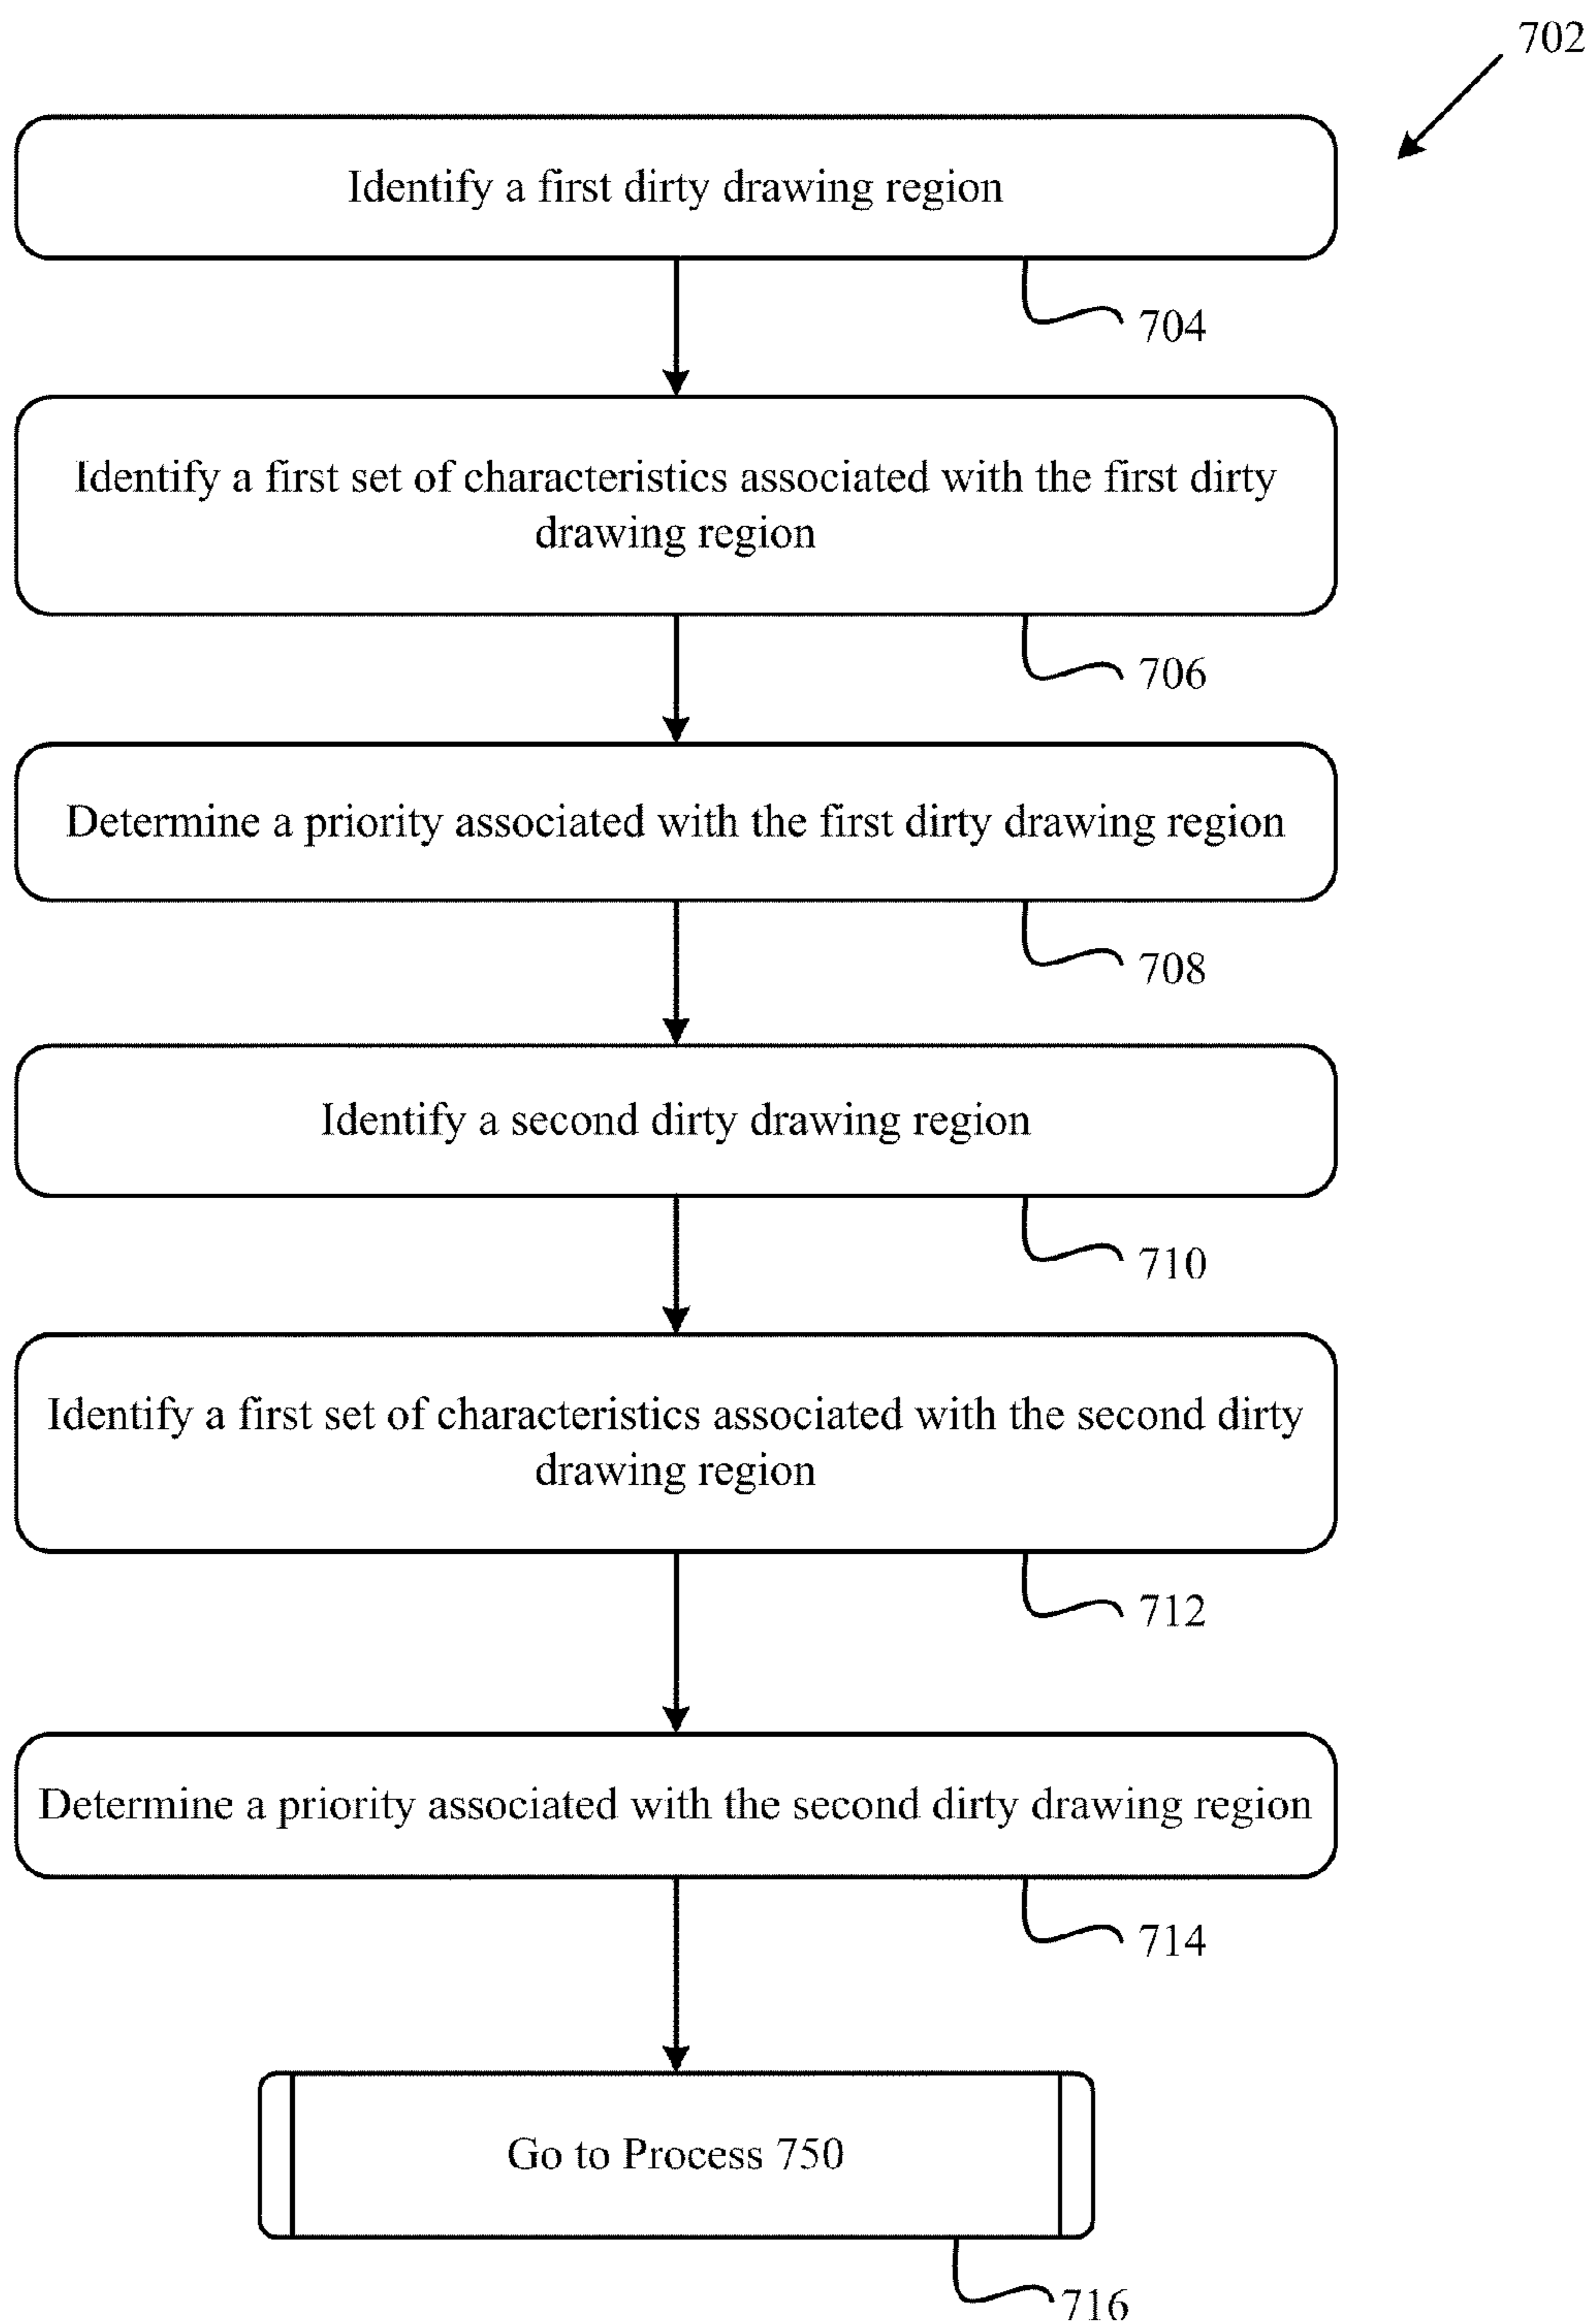 702
Identify a first dirty drawing region
704
Identify a first set of characteristics associated with the first dirty
drawing region
706
Determine a priority associated with the first dirty drawing region
708
Identify a second dirty drawing region
710
Identify a first set of characteristics associated with the second dirty
drawing region
712
Determine a priority associated with the second dirty drawing region
714
Go to Process 750
716